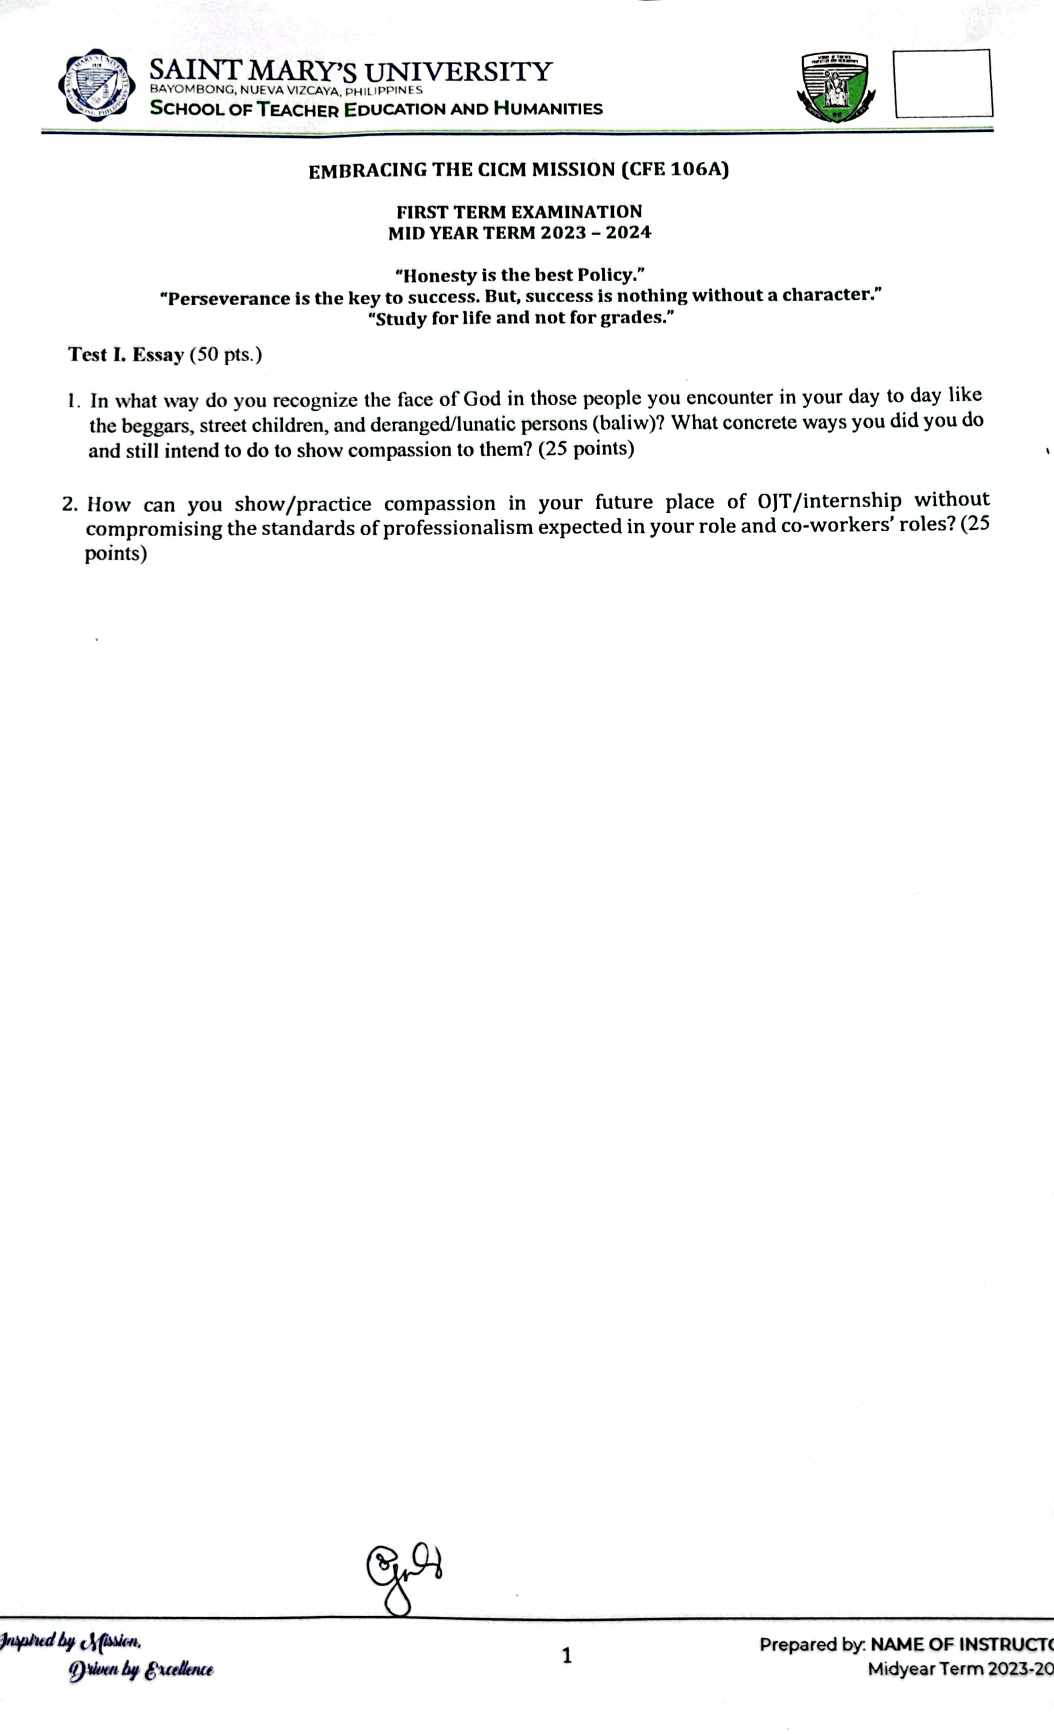 SAINT MARY'S UNIVERSITY
BAYOMBONG, NUEVA VIZCAYA, PHILIPPINES
SCHOOL OF TEACHER EDUCATION AND HUMANITIES
EMBRACING THE CICM MISSION (CFE 106A)
FIRST TERM EXAMINATION
MID YEAR TERM 2023 – 2024
"Honesty is the best Policy."
"Perseverance is the key to success. But, success is nothing without a character."
"Study for life and not for grades."
Test I. Essay (50 pts.)
1. In what way do you recognize the face of God in those people you encounter in your day to day like
the beggars, street children, and deranged/lunatic persons (baliw)? What concrete ways you did you do
and still intend to do to show compassion to them? (25 points)
2. How can you show/practice compassion in your future place of OJT/internship without
compromising the standards of professionalism expected in your role and co-workers' roles? (25
points)
Inspired by Mission,
Driven by Excellence
1
Prepared by: NAME OF INSTRUCTO
Midyear Term 2023-20